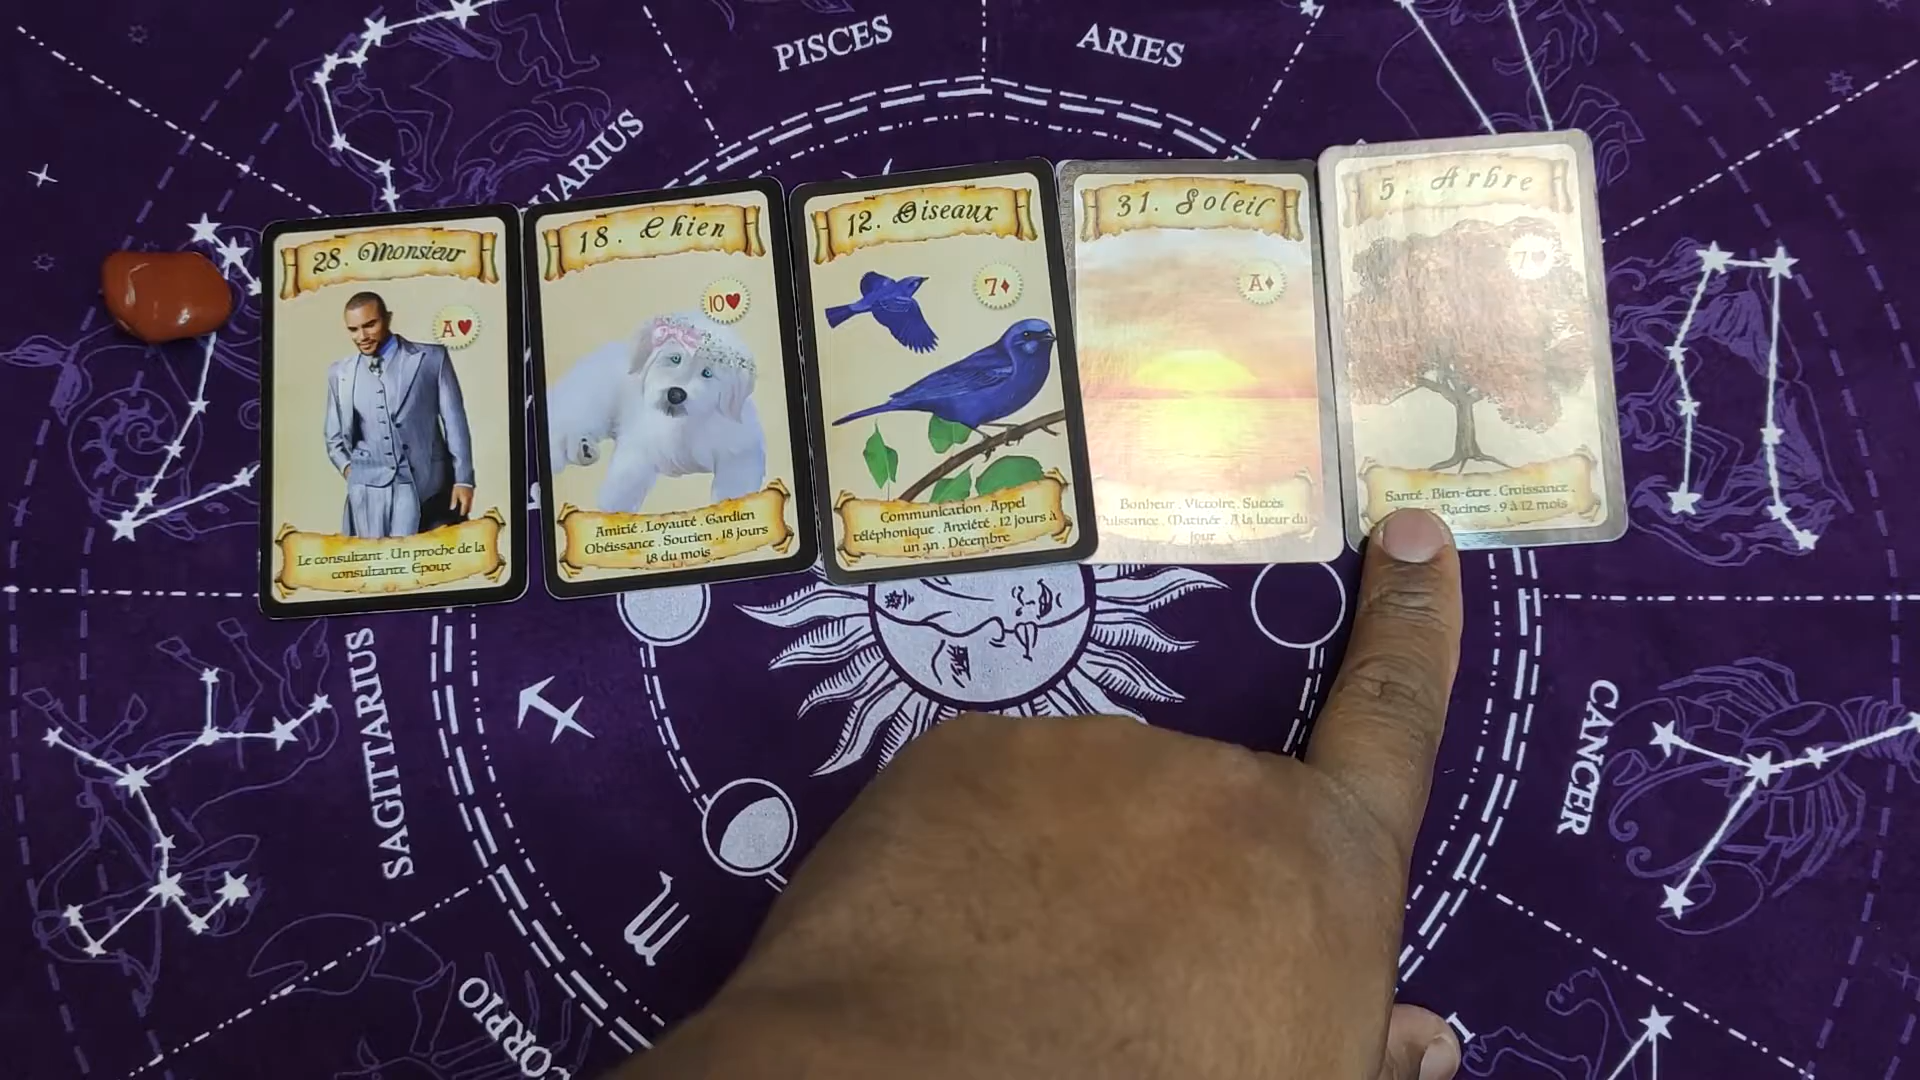 PISCES
ARIES
UARIUS
28. Monsieur
A♥
Le consultant . Un proche de la
consultante. Epoux
18. Chien
10♥
Amitié . Loyauté . Gardien
Obéissance . Soutien . 18 jours
18 du mois
12. Oiseaux
7♦
Communication . Appel
téléphonique . Anxiété . 12 jours à
un an . Décembre
31. Soleil
A♦
Bonheur . Victoire . Succès
Puissance . Matinée . A la lueur du
jour
5. Arbre
7♥
Santé . Bien-être . Croissance .
Racines . 9 à 12 mois
SAGITTARIUS
CANCER
CORPIO